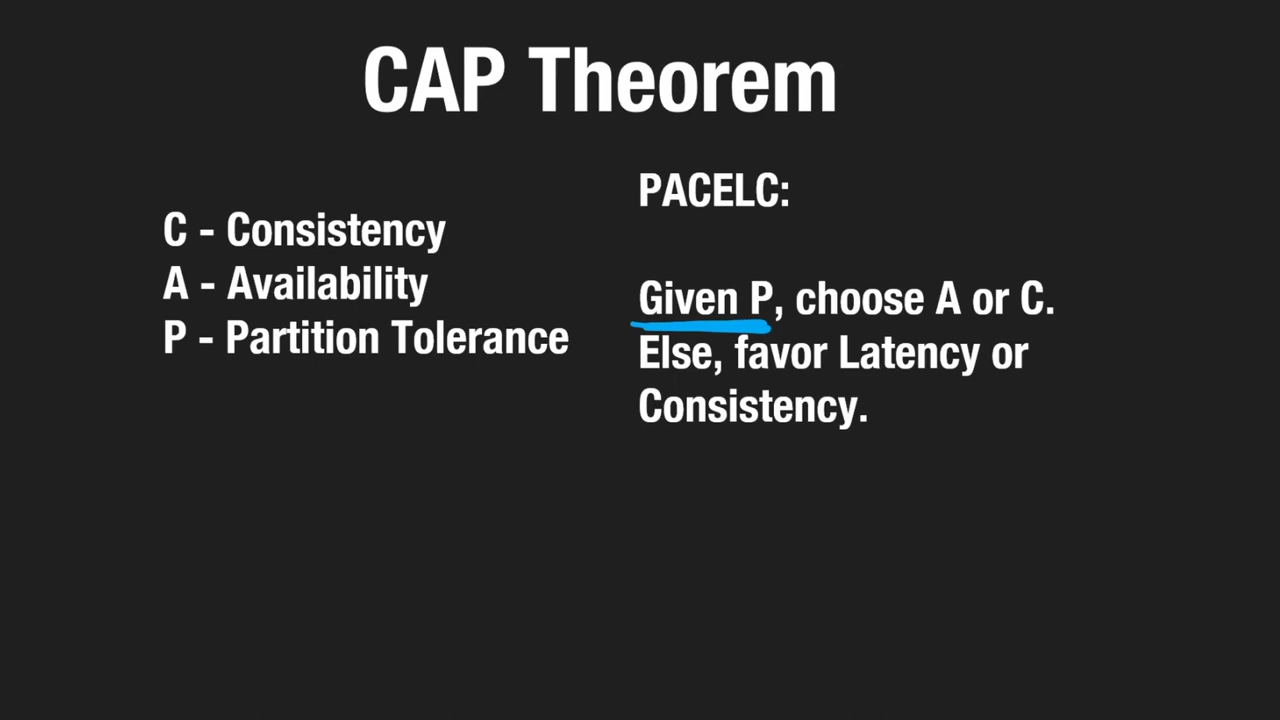 CAP Theorem
C - Consistency
A - Availability
P - Partition Tolerance
PACELC:
Given P, choose A or C.
Else, favor Latency or
Consistency.